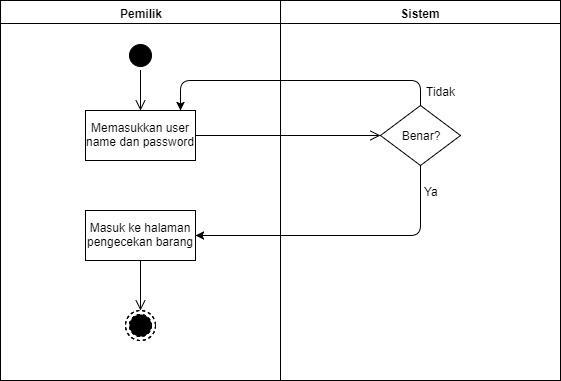 Pemilik
Sistem
Tidak
Memasukkan user
name dan password
Benar?
Ya
Masuk ke halaman
pengecekan barang